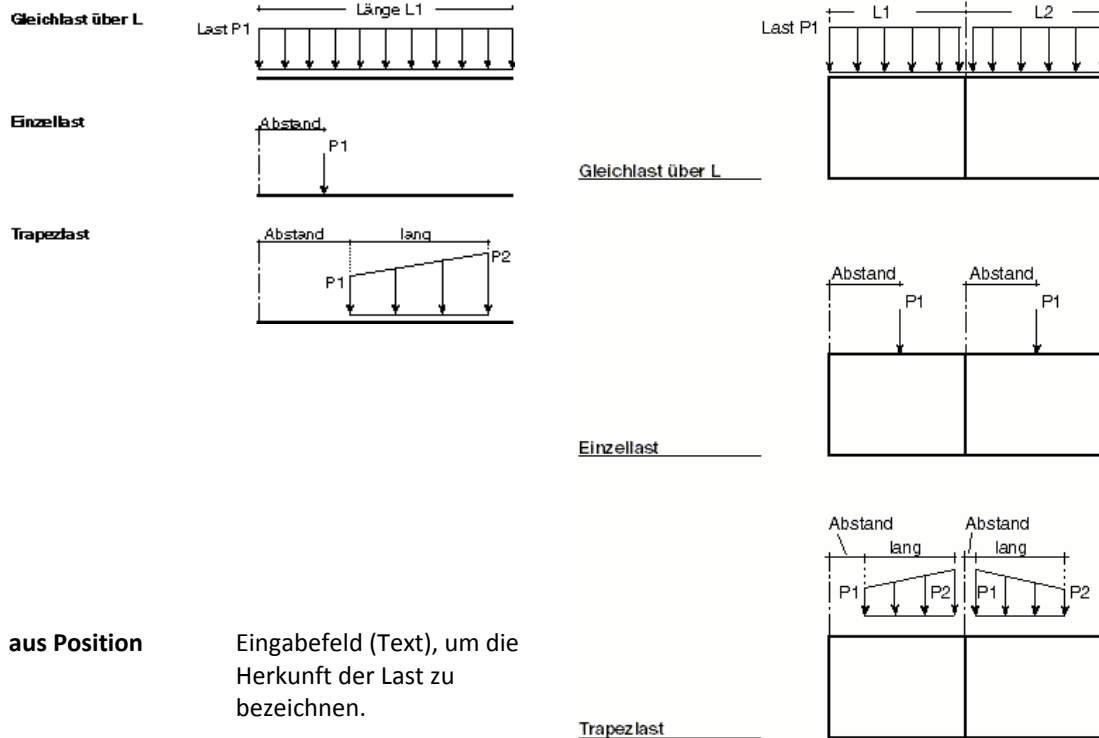 Gleichlast über L
Länge L1
Last P1
Einzellast
Abstand
P1
Trapezlast
Abstand lang
P1 P2
aus Position Eingabefeld (Text), um die
Herkunft der Last zu
bezeichnen.
L1 L2
Last P1
Gleichlast über L
Abstand Abstand
P1 P1
Einzellast
Abstand Abstand
lang lang
P1 P2 P1 P2
Trapezlast